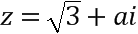 z = √3 + ai